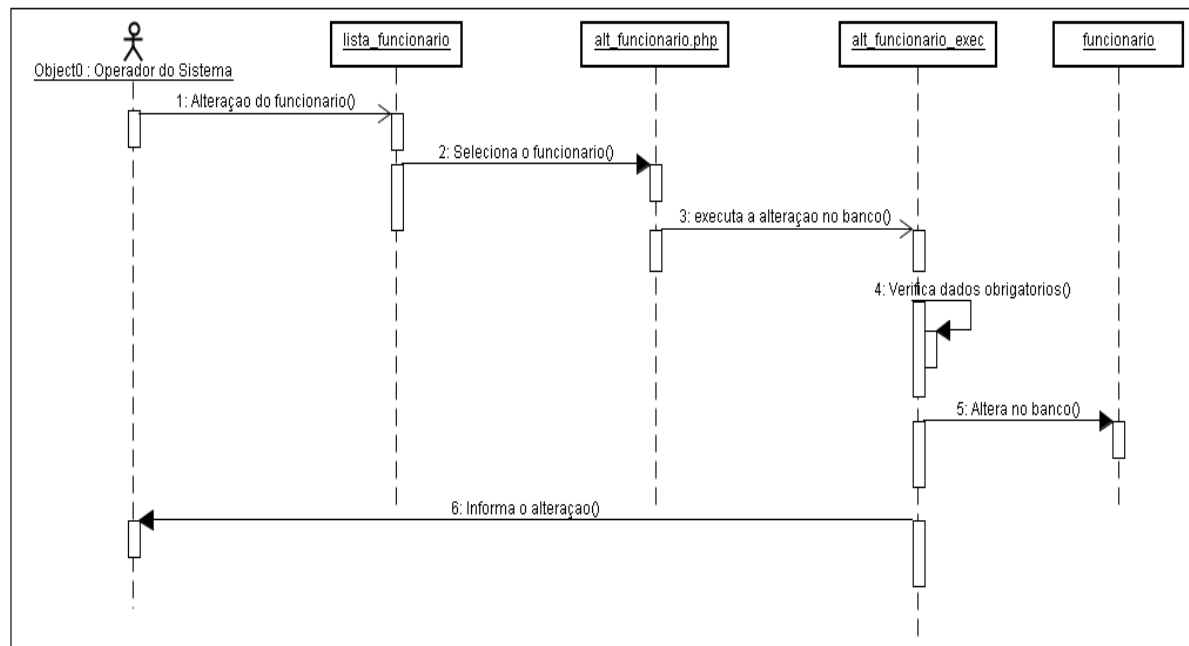 lista_funcionario
alt_funcionario.php
alt_funcionario_exec
funcionario
Object0 : Operador do Sistema
1: Alteraçao do funcionario()
2: Seleciona o funcionario()
3: executa a alteraçao no banco()
4: Verifica dados obrigatorios()
5: Altera no banco()
6: Informa o alteraçao()